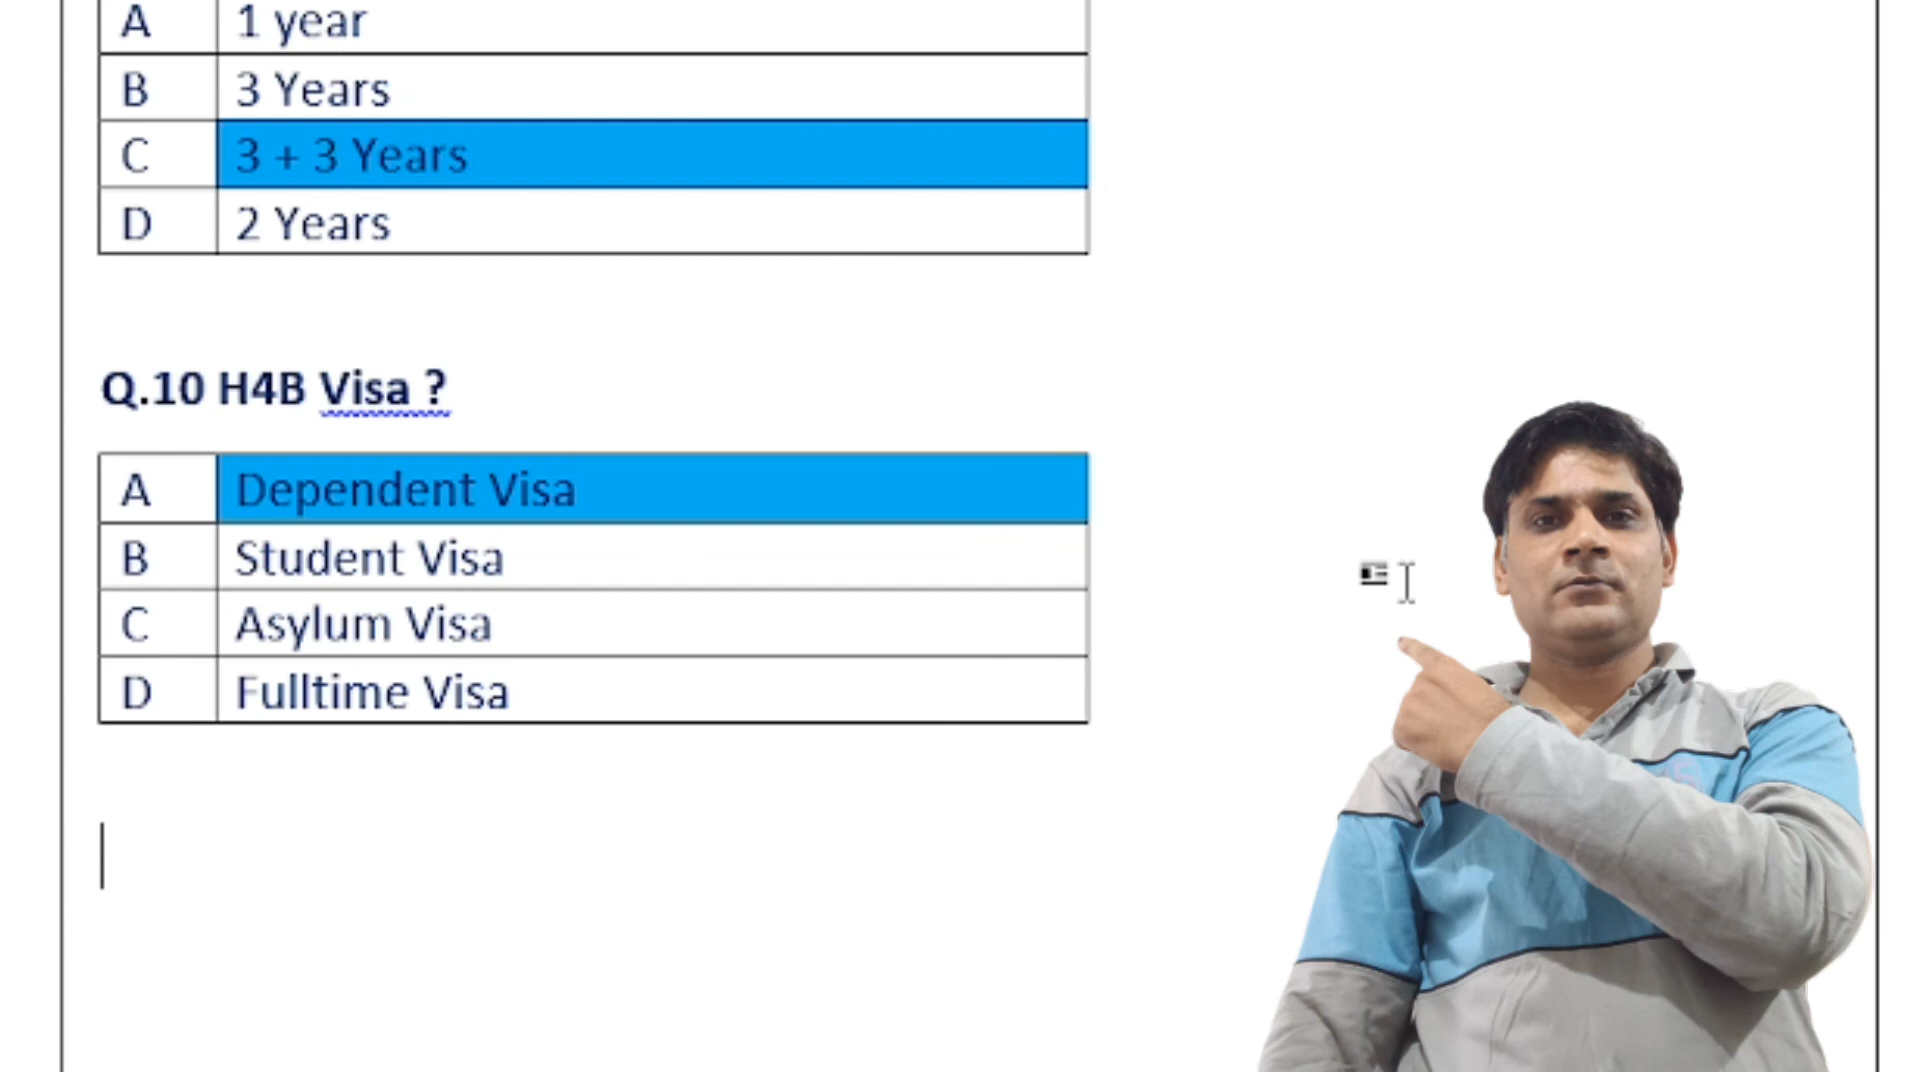 A 1 year
B 3 Years
C 3 + 3 Years
D 2 Years
Q.10 H4B Visa ?
A Dependent Visa
B Student Visa
C Asylum Visa
D Fulltime Visa